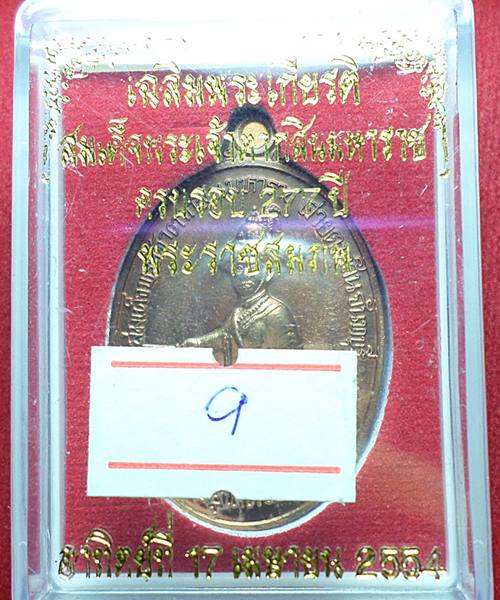 เฉลิมพระเกียรติ
สมเด็จพระเจ้าตากสินมหาราช
ครบรอบ 277 ปี
พระราชสมภพ
9
อาทิตย์ที่ 17 เมษายน 2554